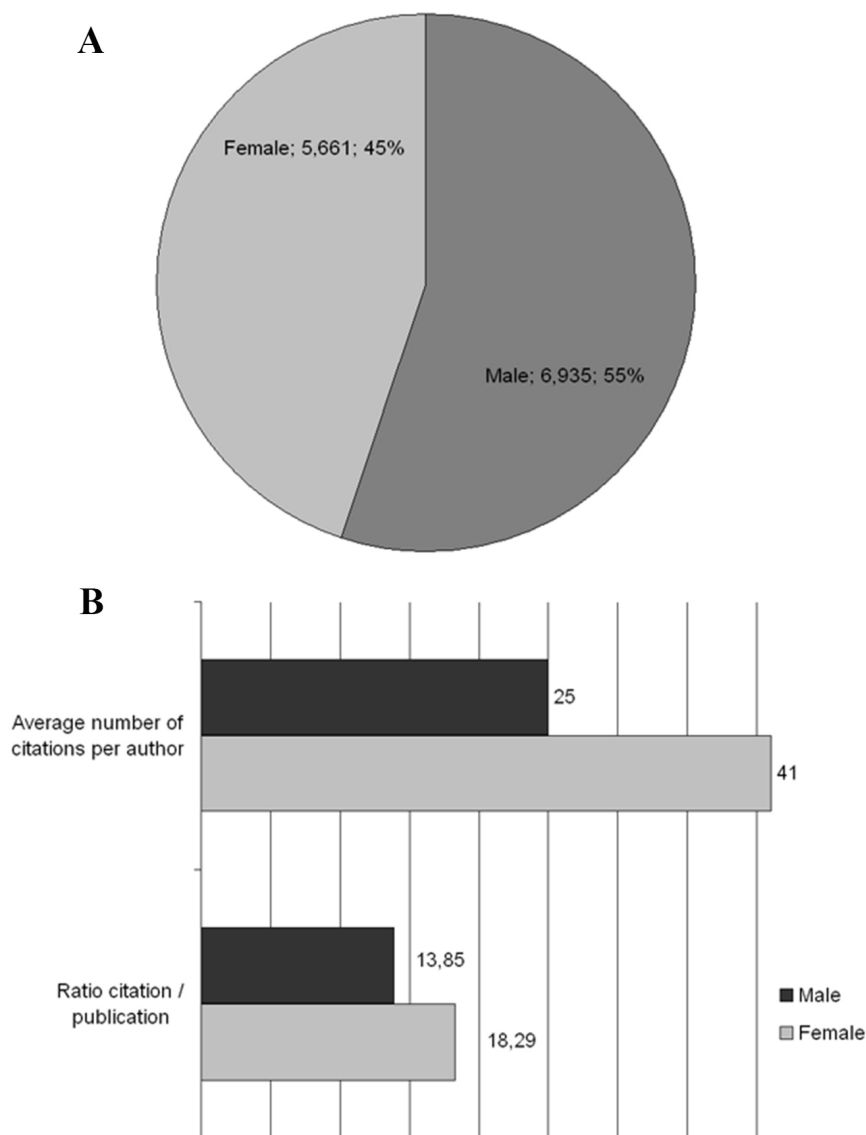 A
Female; 5,661; 45%
Male; 6,935; 55%
B
Average number of
citations per author
25
41
Ratio citation /
publication
13,85
18,29
Male
Female